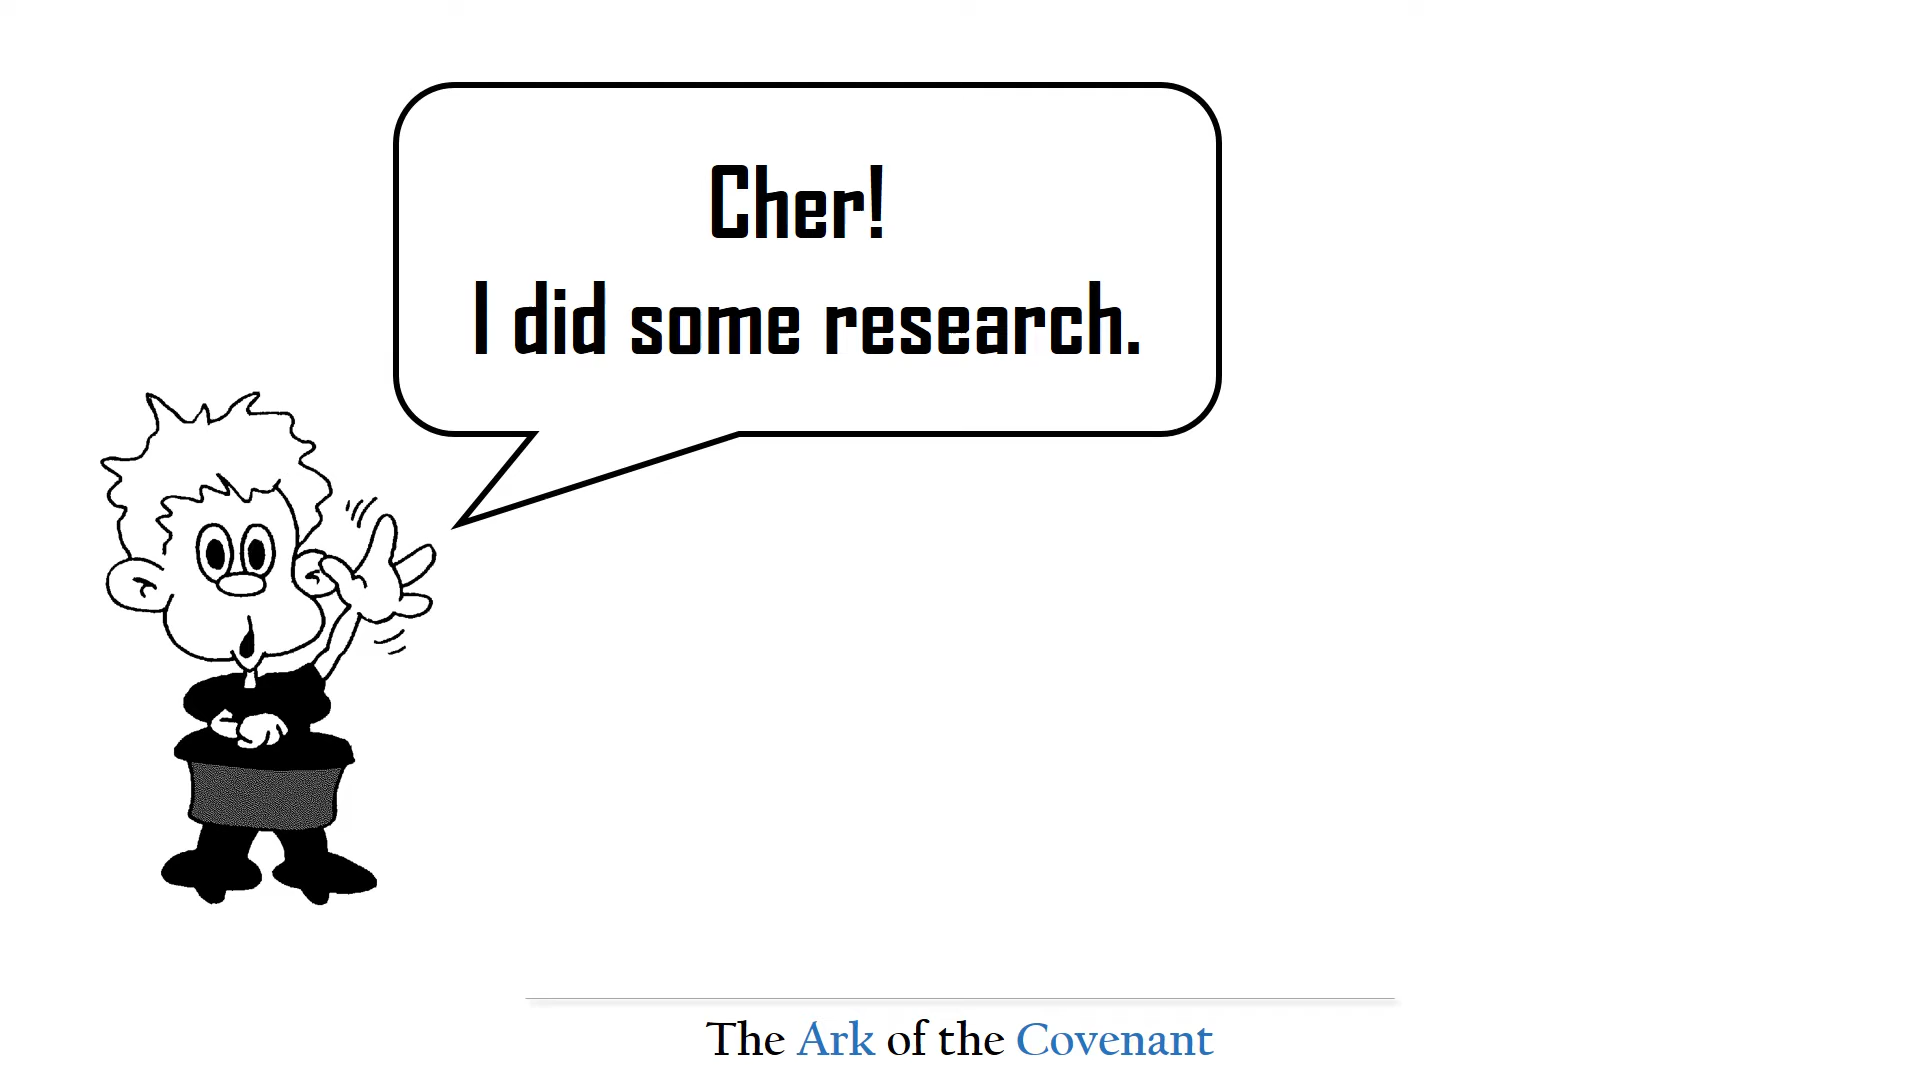 Cher!
I did some research.
The Ark of the Covenant